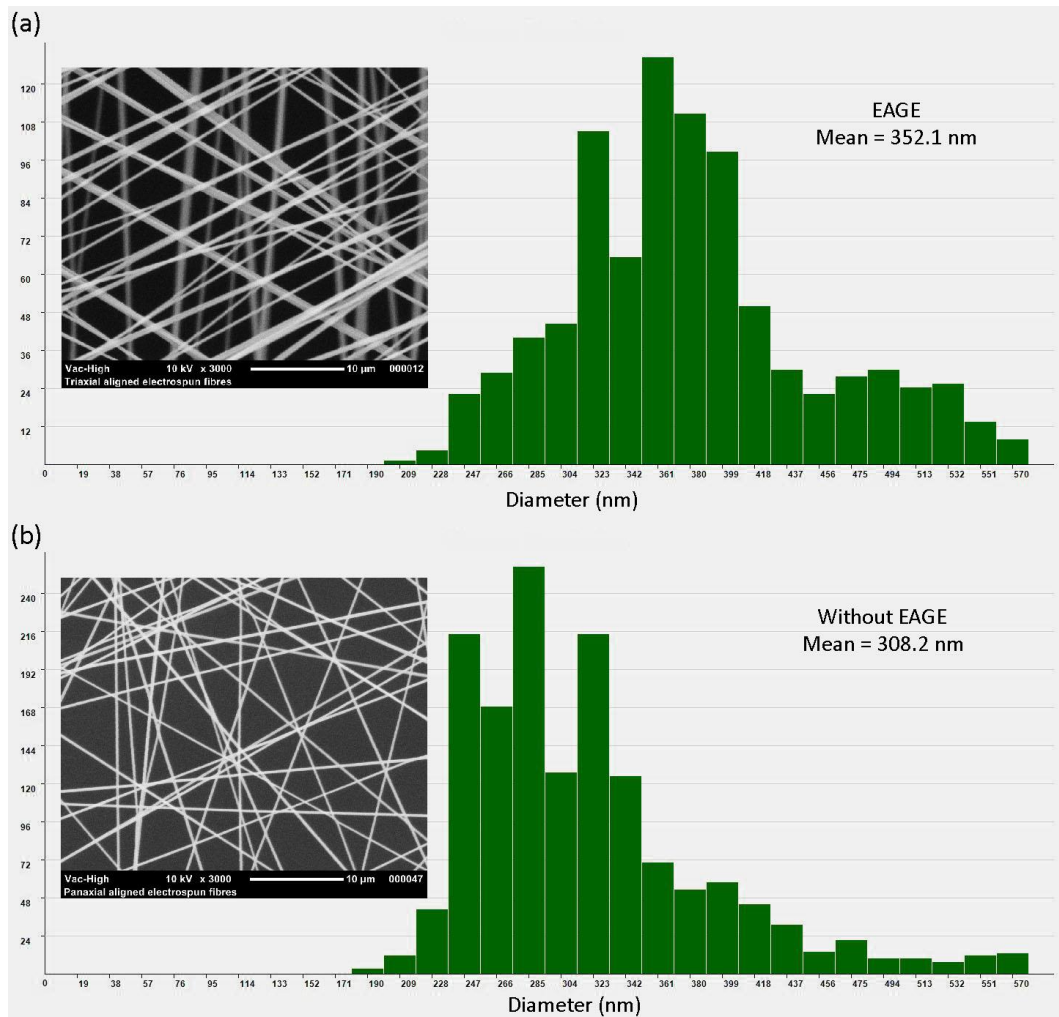 (a)
120
108
96
84
72
60
48
36
24
12
EAGE
Mean = 352.1 nm
Vac-High 10 kV x 3000 10 µm 000012
Triaxial aligned electrospun fibres
0 19 38 57 76 95 114 133 152 171 190 209 228 247 266 285 304 323 342 361 380 399 418 437 456 475 494 513 532 551 570
Diameter (nm)
(b)
240
216
192
168
144
120
96
72
48
24
Without EAGE
Mean = 308.2 nm
Vac-High 10 kV x 3000 10 µm 000047
Panaxial aligned electrospun fibres
0 19 38 57 76 95 114 133 152 171 190 209 228 247 266 285 304 323 342 361 380 399 418 437 456 475 494 513 532 551 570
Diameter (nm)